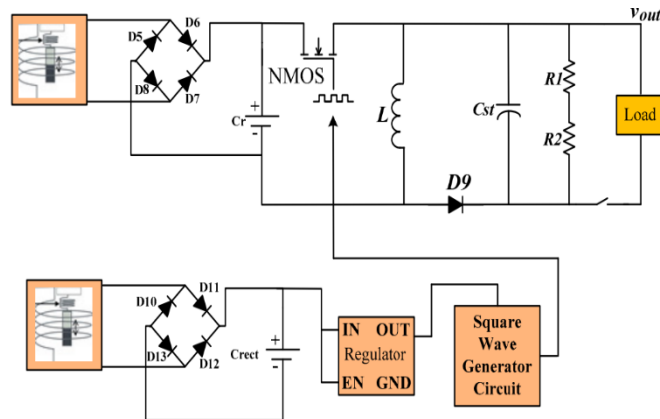 vout
D5
D6
D8
D7
NMOS
+
Cr
-
L
Cst
R1
R2
Load
D9
D10
D11
D13
D12
+
Crect
-
IN OUT
Regulator
EN GND
Square
Wave
Generator
Circuit